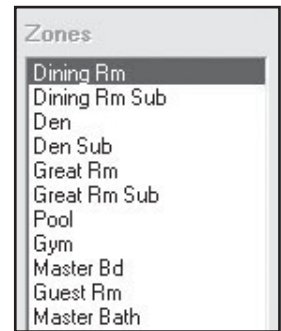 Zones
Dining Rm
Dining Rm Sub
Den
Den Sub
Great Rm
Great Rm Sub
Pool
Gym
Master Bd
Guest Rm
Master Bath